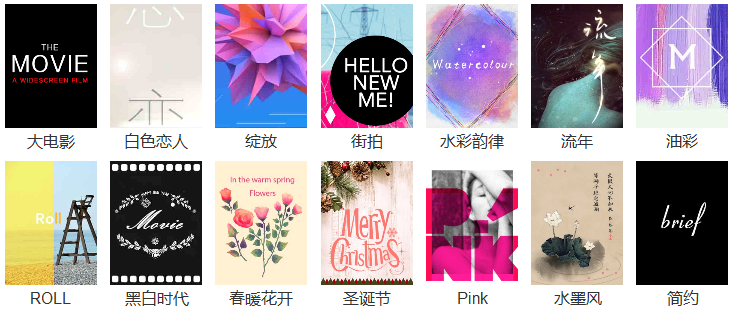 THE
MOVIE
A WIDESCREEN FILM
恋
HELLO
NEW
ME!
Watercolour
流年
M
大电影
白色恋人
绽放
街拍
水彩韵律
流年
油彩
Roll
Movie
In the warm spring
Flowers
Merry
Christmas
PINK
brief
ROLL
黑白时代
春暖花开
圣诞节
Pink
水墨风
简约